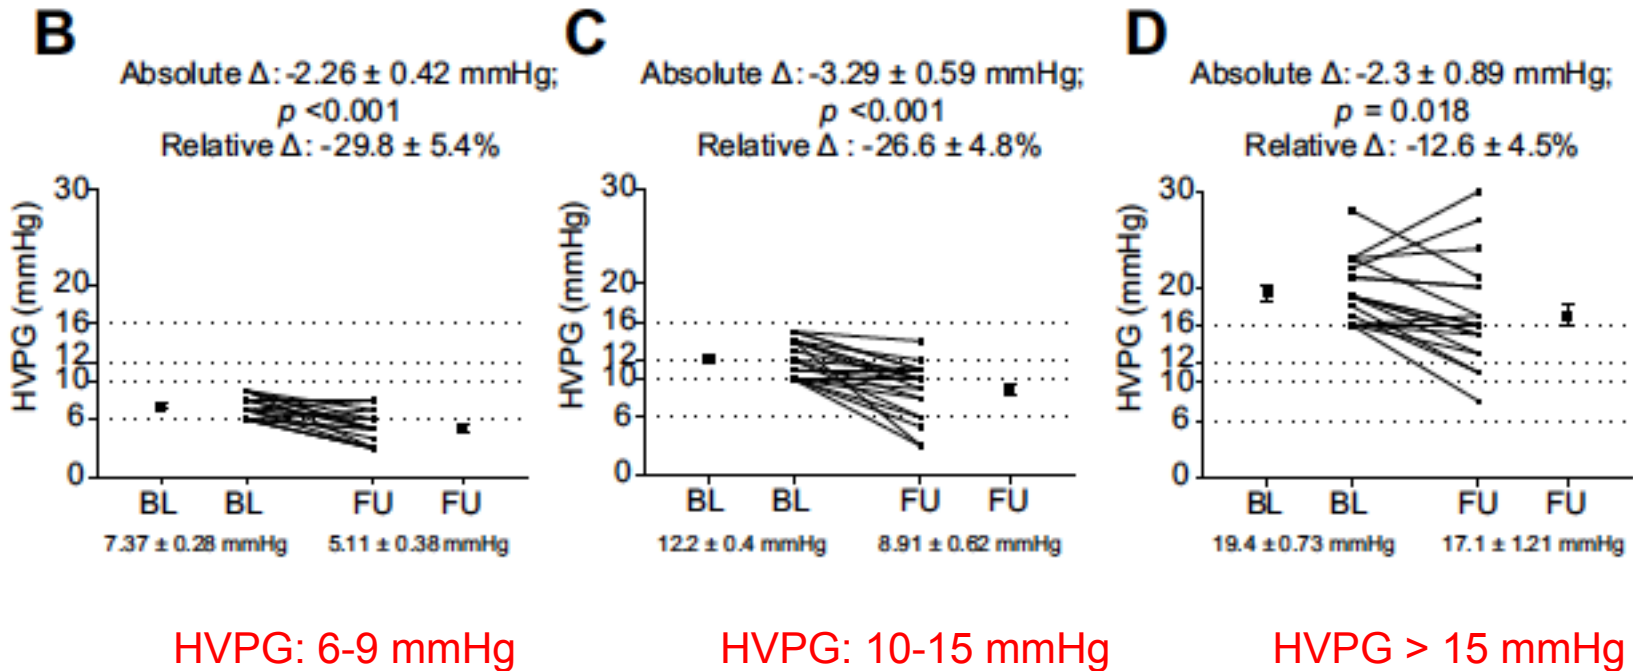 B
Absolute Δ: -2.26 ± 0.42 mmHg;
p <0.001
Relative Δ: -29.8 ± 5.4%
HVPG (mmHg)
30
20
16
12
10
6
0
BL BL FU FU
7.37 ± 0.28 mmHg 5.11 ± 0.38 mmHg
HVPG: 6-9 mmHg
C
Absolute Δ: -3.29 ± 0.59 mmHg;
p <0.001
Relative Δ : -26.6 ± 4.8%
HVPG (mmHg)
30
20
16
12
10
6
0
BL BL FU FU
12.2 ± 0.4 mmHg 8.91 ± 0.62 mmHg
HVPG: 10-15 mmHg
D
Absolute Δ: -2.3 ± 0.89 mmHg;
p = 0.018
Relative Δ: -12.6 ± 4.5%
HVPG (mmHg)
30
20
16
12
10
6
0
BL BL FU FU
19.4 ± 0.73 mmHg 17.1 ± 1.21 mmHg
HVPG > 15 mmHg